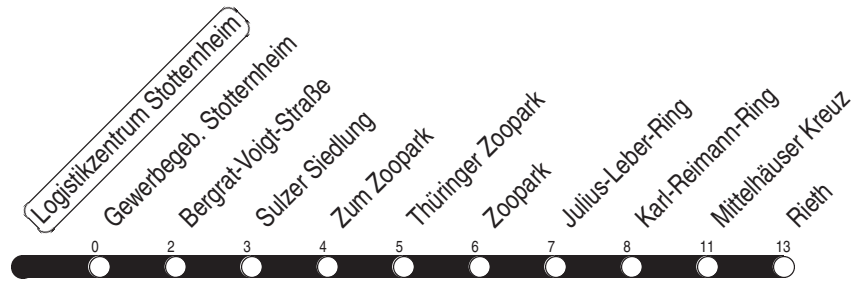 Logistikzentrum Stotternheim
Gewerbegeb. Stotternheim
Bergrat-Voigt-Straße
Sulzer Siedlung
Zum Zoopark
Thüringer Zoopark
Zoopark
Julius-Leber-Ring
Karl-Reimann-Ring
Mittelhäuser Kreuz
Rieth
0 2 3 4 5 6 7 8 11 13